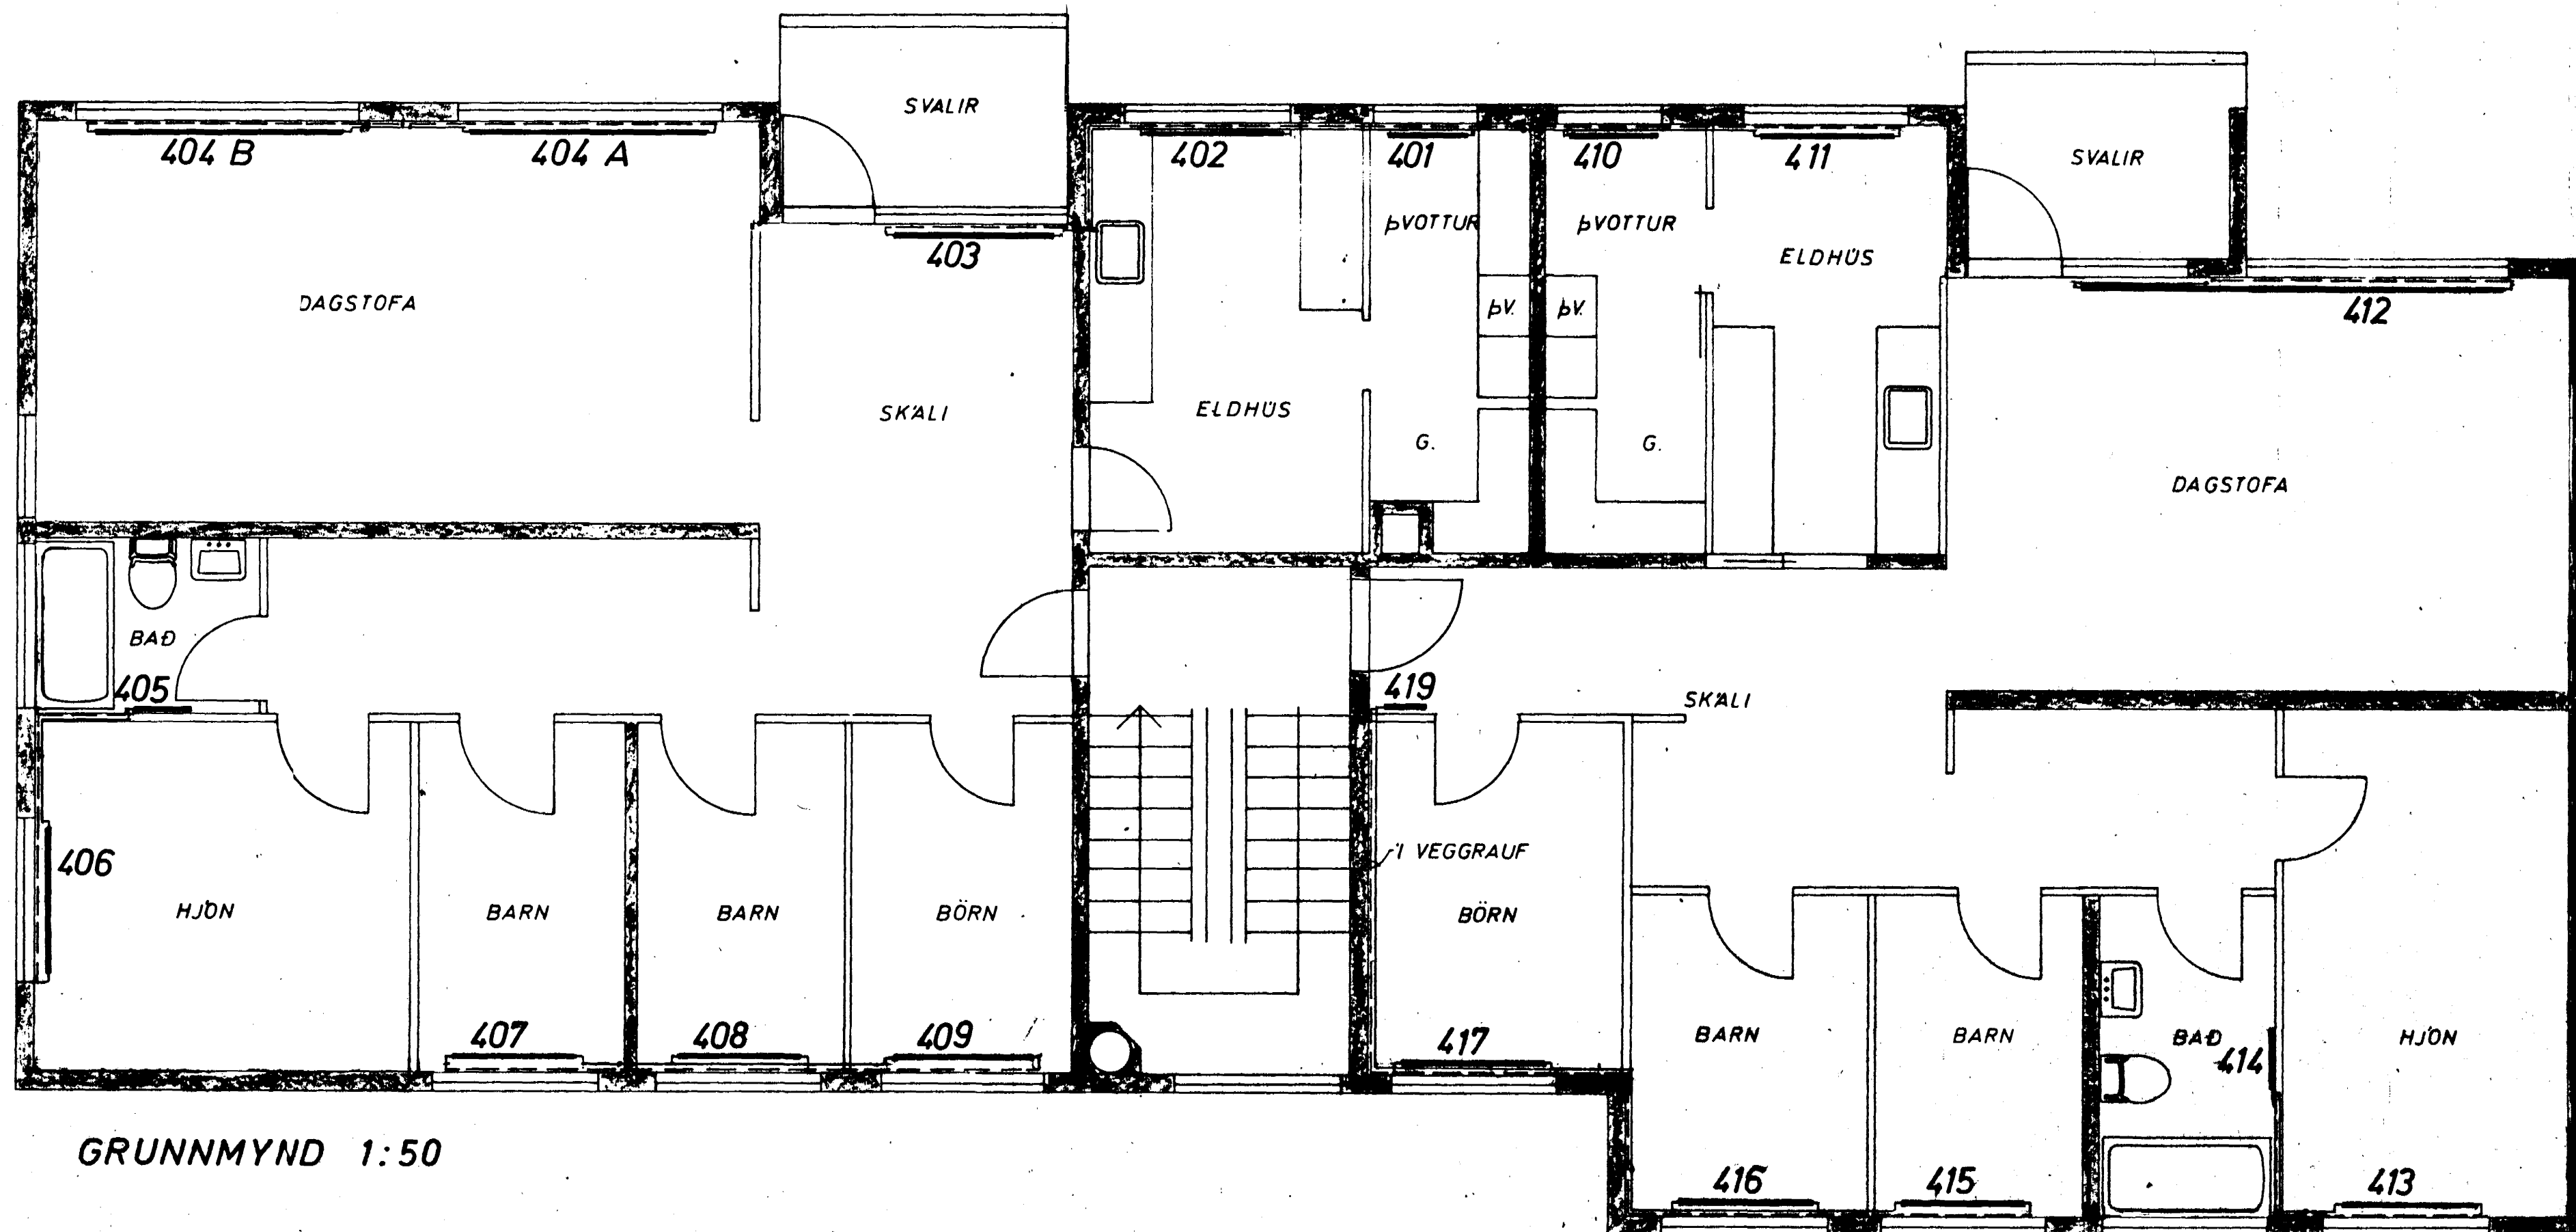 SVALIR
404 B
404 A
402
401
410
411
SVALIR
403
ÞVOTTUR
ÞVOTTUR
ELDHÚS
DAGSTOFA
ÞV.
ÞV.
412
SKÁLI
ELDHÚS
G.
G.
DAGSTOFA
BAÐ
405
419
SKÁLI
406
Í VEGGRAUF
HJÓN
BARN
BARN
BÖRN
BÖRN
407
408
409
417
BARN
BARN
BAÐ
414
HJÓN
GRUNNMYND 1:50
416
415
413